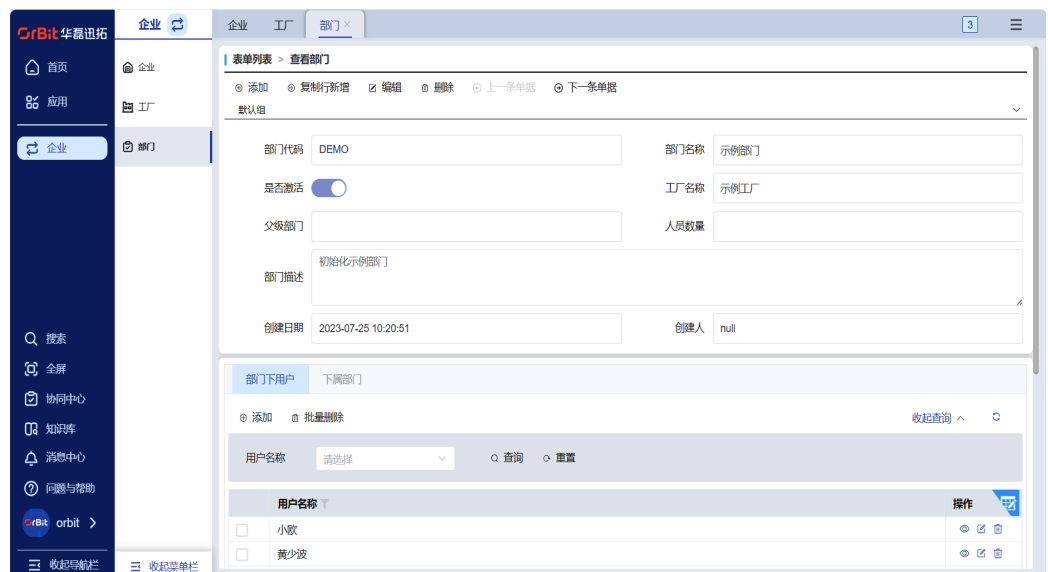 OrBit 华磊迅拓
首页
应用
企业
搜索
全屏
协同中心
知识库
消息中心
问题与帮助
OrBit orbit
收起导航栏
企业
企业
工厂
部门
收起菜单栏
企业 工厂 部门 × 3
表单列表 > 查看部门
添加 复制行新增 编辑 删除 上一条单据 下一条单据
默认组
部门代码 DEMO 部门名称 示例部门
是否激活 工厂名称 示例工厂
父级部门 人员数量
部门描述 初始化示例部门
创建日期 2023-07-25 10:20:51 创建人 null
部门下用户 下属部门
添加 批量删除 收起查询
用户名称 请选择 查询 重置
用户名称 操作
小欧
黄少波